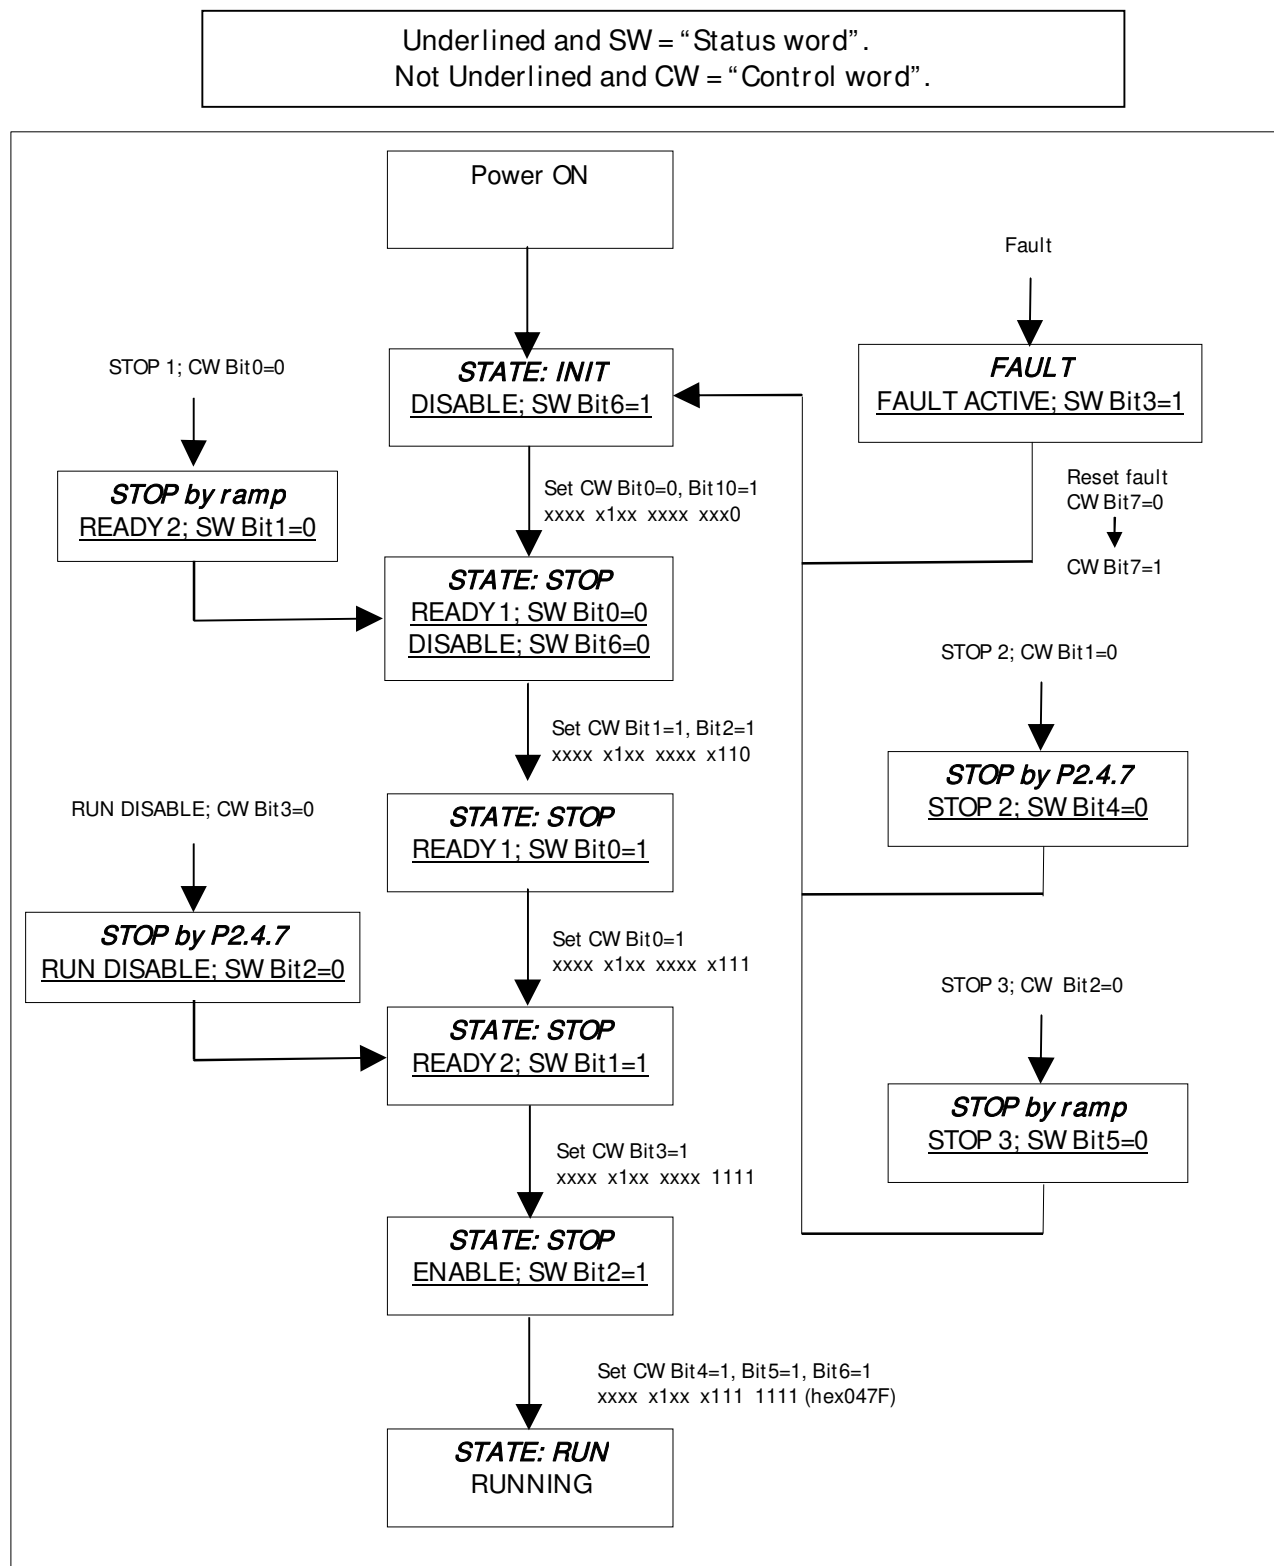 Underlined and SW = “Status word”.
Not Underlined and CW = “Control word”.
Power ON
Fault
STOP 1; CW Bit0=0
STATE: INIT
DISABLE; SW Bit6=1
FAULT
FAULT ACTIVE; SW Bit3=1
STOP by ramp
READY 2; SW Bit1=0
Set CW Bit0=0, Bit10=1
xxxx x1xx xxxx xxx0
Reset fault
CW Bit7=0
CW Bit7=1
STATE: STOP
READY 1; SW Bit0=0
DISABLE; SW Bit6=0
STOP 2; CW Bit1=0
Set CW Bit1=1, Bit2=1
xxxx x1xx xxxx x110
STOP by P2.4.7
STOP 2; SW Bit4=0
RUN DISABLE; CW Bit3=0
STATE: STOP
READY 1; SW Bit0=1
STOP by P2.4.7
RUN DISABLE; SW Bit2=0
Set CW Bit0=1
xxxx x1xx xxxx x111
STOP 3; CW Bit2=0
STATE: STOP
READY 2; SW Bit1=1
STOP by ramp
STOP 3; SW Bit5=0
Set CW Bit3=1
xxxx x1xx xxxx 1111
STATE: STOP
ENABLE; SW Bit2=1
Set CW Bit4=1, Bit5=1, Bit6=1
xxxx x1xx x111 1111 (hex047F)
STATE: RUN
RUNNING